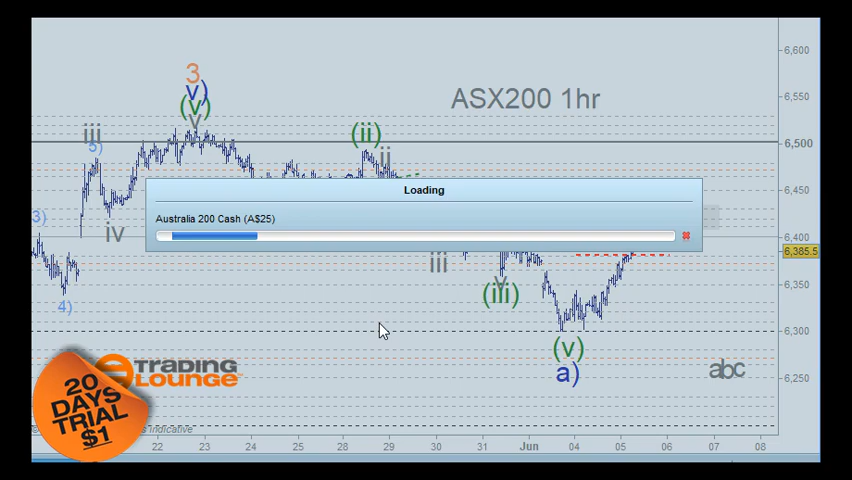 6,600
3
v)
(v)
v
ASX200 1hr
6,550
iii
5)
(ii)
ii
6,500
Loading
6,450
3)
iv
Australia 200 Cash (A$25)
6,400
6,385.5
iii
v
(iii)
4)
6,350
6,300
(v)
a)
abc
TRADING
LOUNGE
6,250
20
DAYS
TRIAL
$1
s indicative
22
23
24
25
28
29
30
31
Jun
04
05
06
07
08